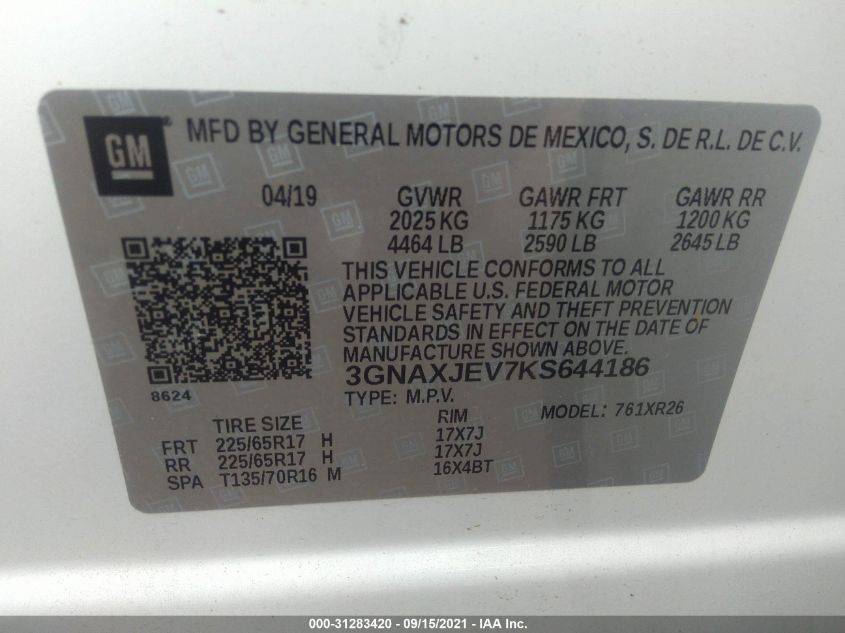 GM MFD BY GENERAL MOTORS DE MEXICO, S. DE R.L. DE C.V.
04/19 GVWR GAWR FRT GAWR RR
2025 KG 1175 KG 1200 KG
4464 LB 2590 LB 2645 LB
THIS VEHICLE CONFORMS TO ALL
APPLICABLE U.S. FEDERAL MOTOR
VEHICLE SAFETY AND THEFT PREVENTION
STANDARDS IN EFFECT ON THE DATE OF
MANUFACTURE SHOWN ABOVE.
3GNAXJEV7KS644186
8624
TYPE: M.P.V. MODEL: 761XR26
TIRE SIZE RIM
FRT 225/65R17 H 17X7J
RR 225/65R17 H 17X7J
SPA T135/70R16 M 16X4BT
000-31283420 - 09/15/2021 - IAA Inc.